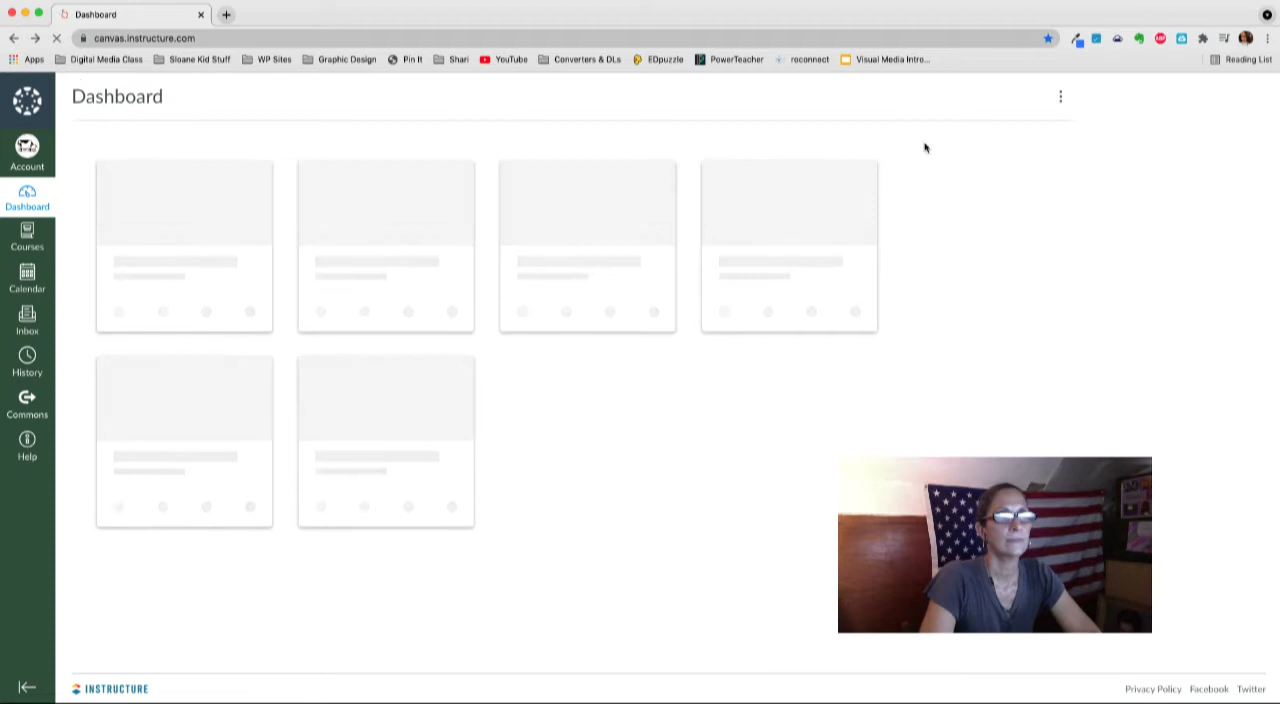 Dashboard
canvas.instructure.com
Apps Digital Media Class Sloane Kid Stuff WP Sites Graphic Design Pin It Shari YouTube Converters & DLs EDpuzzle PowerTeacher reconnect Visual Media Intro... Reading List
Dashboard
Account
Dashboard
Courses
Calendar
Inbox
History
Commons
Help
INSTRUCTURE
Privacy Policy Facebook Twitter